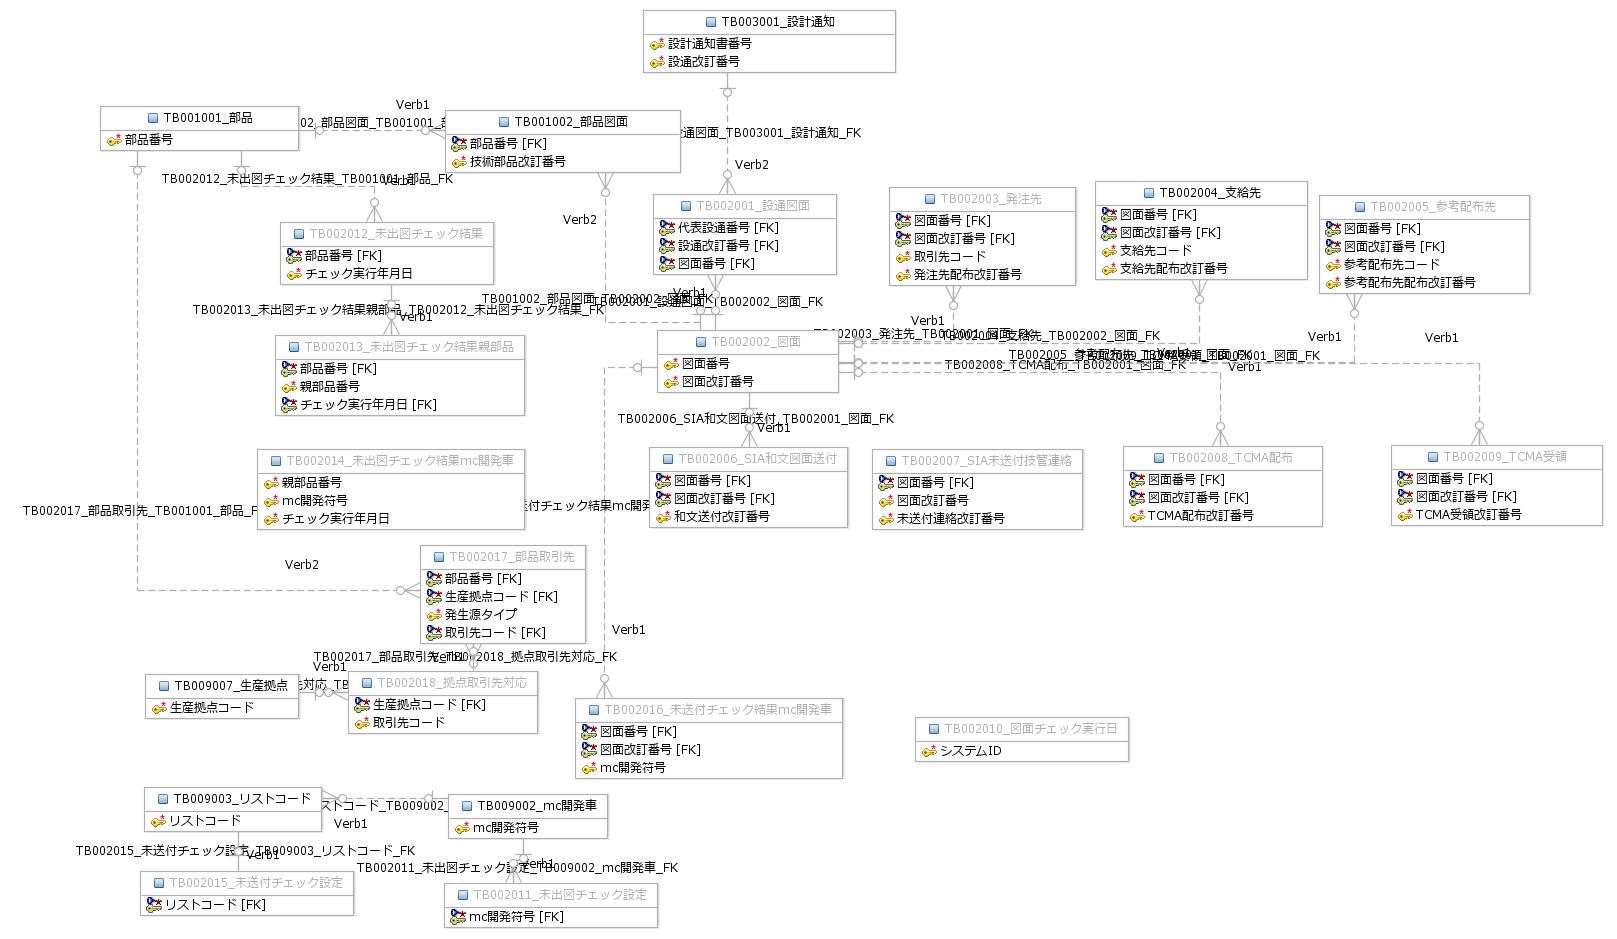 TB003001_設計通知
設計通知書番号
設通改訂番号
TB001001_部品
部品番号
Verb1
TB001002_部品図面
部品番号 [FK]
技術部品改訂番号
02_部品図面_TB001001_
通図面_TB003001_設計通知_FK
Verb2
TB002012_未出図チェック結果_TB001001_部品_FK
Verb1
TB002012_未出図チェック結果
部品番号 [FK]
チェック実行年月日
Verb2
TB002001_設通図面
代表設通番号 [FK]
設通改訂番号 [FK]
図面番号 [FK]
TB002003_発注先
図面番号 [FK]
図面改訂番号 [FK]
取引先コード
発注先配布改訂番号
TB002004_支給先
図面番号 [FK]
図面改訂番号 [FK]
支給先コード
支給先配布改訂番号
TB002005_参考配布先
図面番号 [FK]
図面改訂番号 [FK]
参考配布先コード
参考配布先配布改訂番号
TB002013_未出図チェック結果親部品_TB002012_未出図チェック結果_FK
Verb1
TB001002_部品図面_TB002002_図面_FK
Verb1
TB002001_設通図面_TB002002_図面_FK
TB002013_未出図チェック結果親部品
部品番号 [FK]
親部品番号
チェック実行年月日 [FK]
TB002002_図面
図面番号
図面改訂番号
Verb1
TB002003_発注先_TB002001_図面_FK
TB002004_支給先_TB002002_図面_FK
Verb1
Verb1
TB002005_参考配布先_TB002001_図面_FK
TB002009_TCMA受領_TB002001_図面_FK
Verb1
TB002008_TCMA配布_TB002001_図面_FK
Verb1
TB002006_SIA和文図面送付_TB002001_図面_FK
Verb1
TB002014_未出図チェック結果mc開発車
親部品番号
mc開発符号
チェック実行年月日
TB002006_SIA和文図面送付
図面番号 [FK]
図面改訂番号 [FK]
和文送付改訂番号
TB002007_SIA未送付技管連絡
図面番号 [FK]
図面改訂番号
未送付連絡改訂番号
TB002008_TCMA配布
図面番号 [FK]
図面改訂番号 [FK]
TCMA配布改訂番号
TB002009_TCMA受領
図面番号 [FK]
図面改訂番号 [FK]
TCMA受領改訂番号
TB002017_部品取引先_TB001001_部品_F
送付チェック結果mc開発
Verb2
TB002017_部品取引先
部品番号 [FK]
生産拠点コード [FK]
発生源タイプ
取引先コード [FK]
Verb1
TB002017_部品取引先_TB002018_拠点取引先対応_FK
Verb1
Verb1
TB009007_生産拠点
生産拠点コード
先対応_TB
TB002018_拠点取引先対応
生産拠点コード [FK]
取引先コード
TB002016_未送付チェック結果mc開発車
図面番号 [FK]
図面改訂番号 [FK]
mc開発符号
TB002010_図面チェック実行日
システムID
TB009003_リストコード
リストコード
ストコード_TB009002_
Verb1
TB009002_mc開発車
mc開発符号
TB002015_未送付チェック設定_TB009003_リストコード_FK
Verb1
TB002011_未出図チェック設定_TB009002_mc開発車_FK
Verb1
TB002015_未送付チェック設定
リストコード [FK]
TB002011_未出図チェック設定
mc開発符号 [FK]